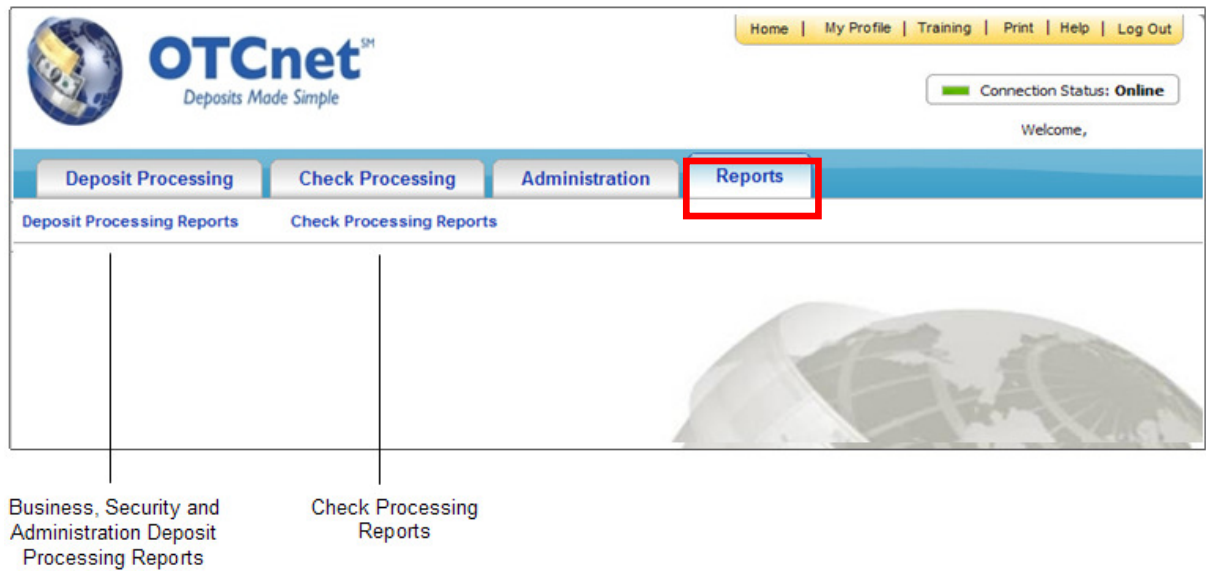 Home | My Profile | Training | Print | Help | Log Out
OTCnet SM
Deposits Made Simple
Connection Status: Online
Welcome,
Deposit Processing Check Processing Administration Reports
Deposit Processing Reports Check Processing Reports
Business, Security and
Administration Deposit
Processing Reports
Check Processing
Reports